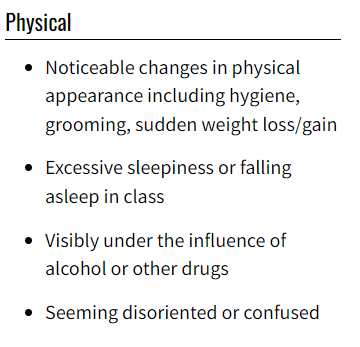 Physical
• Noticeable changes in physical
appearance including hygiene,
grooming, sudden weight loss/gain
• Excessive sleepiness or falling
asleep in class
• Visibly under the influence of
alcohol or other drugs
• Seeming disoriented or confused